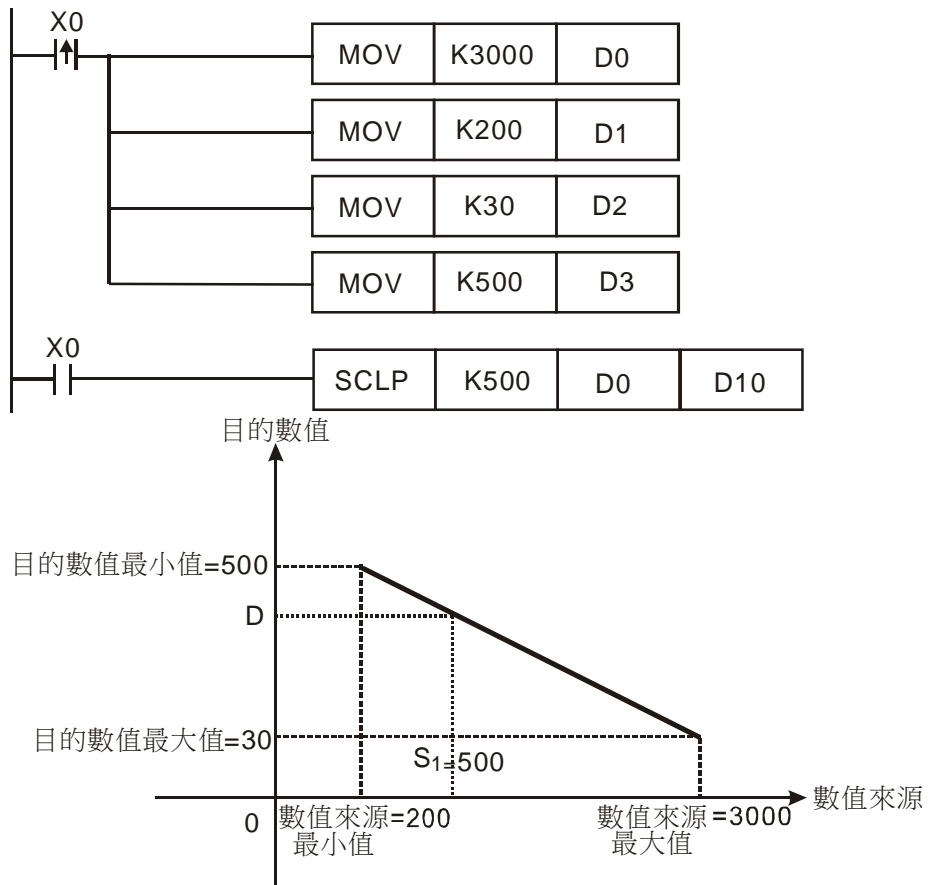 X0
MOV K3000 D0
MOV K200 D1
MOV K30 D2
MOV K500 D3
X0
SCLP K500 D0 D10
目的數值
目的數值最小值=500
D
目的數值最大值=30
S1=500
數值來源
0
數值來源=200
最小值
數值來源=3000
最大值